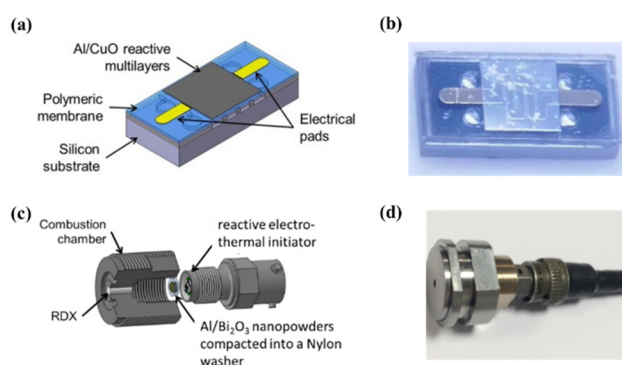 (a)
Al/CuO reactive
multilayers
Polymeric
membrane
Silicon
substrate
Electrical
pads
(b)
(c)
Combustion
chamber
reactive electro-
thermal initiator
RDX
Al/Bi₂O₃ nanopowders
compacted into a Nylon
washer
(d)